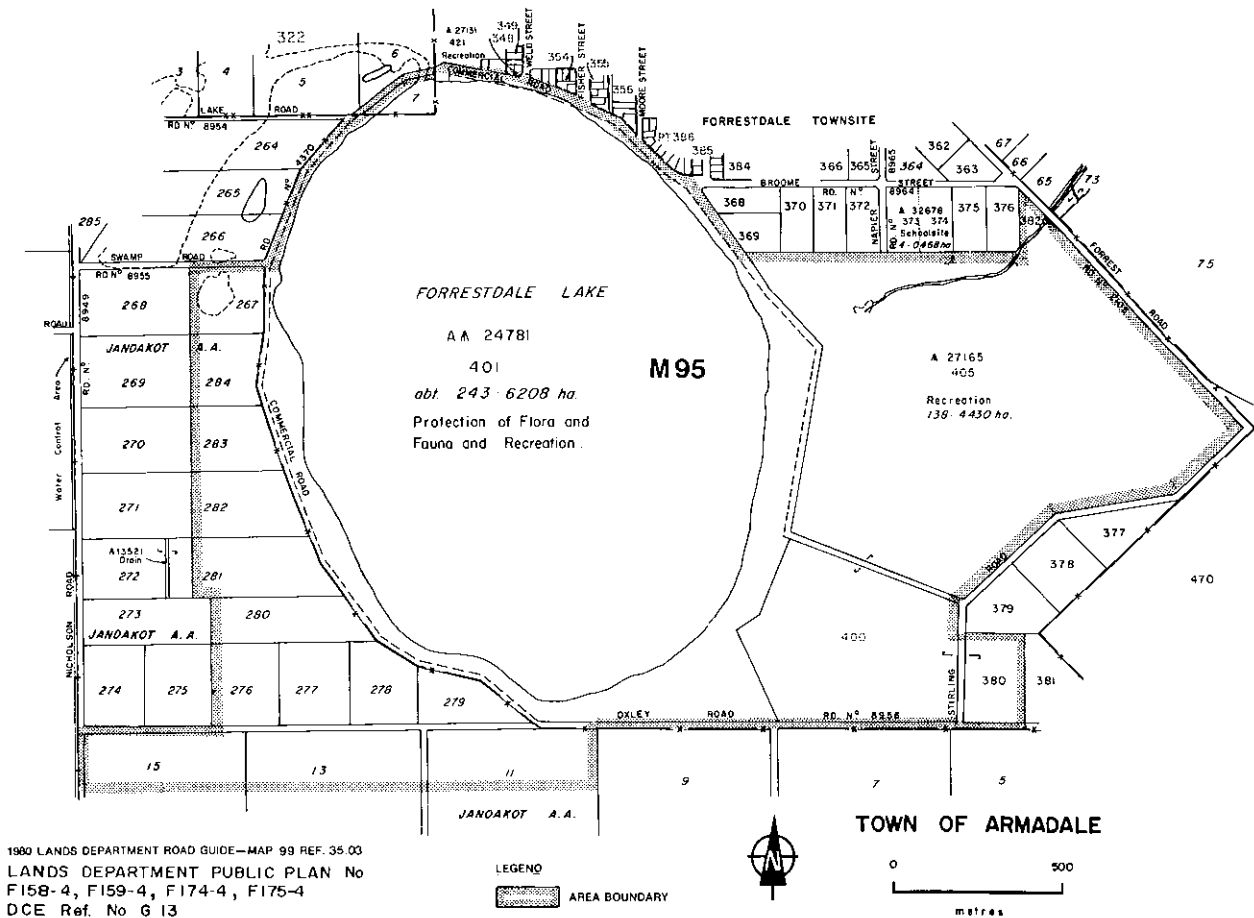 322
A 27131
421
Recreation
349
348
WELD STREET
354
FISHER STREET
355
356
MOORE STREET
3
4
5
6
7
COMMERCIAL ROAD
LAKE ROAD
RD Nº 8954
264
RD Nº 4370
265
266
285
SWAMP ROAD
RD Nº 8955
FORRESTDALE TOWNSITE
PT386
385
384
366
365
STREET
8965
364
362
363
67
66
65
73
BROOME RD. Nº STREET
8964
368
369
370
371
372
NAPIER
RD. Nº
A 32678
373 374
Schoolsite
4·0468ha
375
376
382
FORREST ROAD
75
268
267
ROAD
RD. Nº 8949
JANDAKOT A.A.
269
284
270
283
271
282
A13521
Drain
272
281
273
280
JANDAKOT A.A.
274
275
276
277
278
279
Water Control Area
NICHOLSON ROAD
COMMERCIAL ROAD
FORRESTDALE LAKE
24781
401
abt. 243·6208 ha.
Protection of Flora and
Fauna and Recreation.
M95
A 27165
405
Recreation
138·4430 ha.
377
378
379
380
381
470
ROAD
STIRLING
400
OXLEY ROAD RD. Nº 8956
15
13
11
9
7
5
JANDAKOT A.A.
TOWN OF ARMADALE
1980 LANDS DEPARTMENT ROAD GUIDE—MAP 99 REF. 35.03
LANDS DEPARTMENT PUBLIC PLAN No
F158-4, F159-4, F174-4, F175-4
DCE Ref. No G 13
LEGEND
AREA BOUNDARY
N
0 500
metres